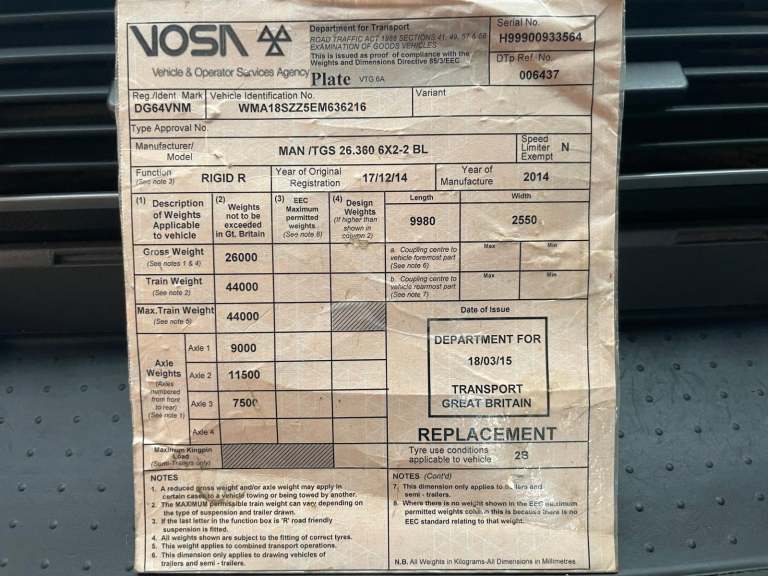 VOSA
Vehicle & Operator Services Agency
Department for Transport
ROAD TRAFFIC ACT 1988 SECTIONS 41, 49, 57 & 68
EXAMINATION OF GOODS VEHICLES
This is issued as proof of compliance with the
Weights and Dimensions Directive 85/3/EEC
Plate VTG 6A
Serial No.
H99900933564
DTp Ref. No.
006437
Reg./Ident Mark
DG64VNM
Vehicle Identification No.
WMA18SZZ5EM636216
Variant
Type Approval No.
Manufacturer/
Model
MAN /TGS 26.360 6X2-2 BL
Speed
Limiter N
Exempt
Function
(See note 3)
RIGID R
Year of Original
Registration
17/12/14
Year of
Manufacture
2014
(1) Description
of Weights
Applicable
to vehicle
(2) Weights
not to be
exceeded
in Gt. Britain
(3) EEC
Maximum
permitted
weights
(See note 8)
(4) Design
Weights
(If higher than
shown in
column 2)
Length
9980
Width
2550
Gross Weight
(See notes 1 & 4)
26000
a. Coupling centre to
vehicle foremost part
(See note 6)
Max
Min
Train Weight
(See note 2)
44000
b. Coupling centre to
vehicle rearmost part
(See note 7)
Max
Min
Max.Train Weight
(See note 5)
44000
Date of Issue
Axle
Weights
(Axles
numbered
from front
to rear)
(See note 1)
Axle 1
9000
Axle 2
11500
Axle 3
7500
Axle 4
DEPARTMENT FOR
18/03/15
TRANSPORT
GREAT BRITAIN
REPLACEMENT
Maximum Kingpin
Load
(Semi-Trailers only)
Tyre use conditions
applicable to vehicle
2S
NOTES
1. A reduced gross weight and/or axle weight may apply in
certain cases to a vehicle towing or being towed by another.
2. The MAXIMUM permissible train weight can vary depending on
the type of suspension and trailer drawn.
3. If the last letter in the function box is 'R' road friendly
suspension is fitted.
4. All weights shown are subject to the fitting of correct tyres.
5. This weight applies to combined transport operations.
6. This dimension only applies to drawing vehicles of
trailers and semi - trailers.
NOTES (Cont'd)
7. This dimension only applies to and
semi - trailers.
8. Where there is no weight shown in the EEC maximum
permitted weights column this is because there is no
EEC standard relating to that weight.
N.B. All Weights in Kilograms-All Dimensions in Millimetres